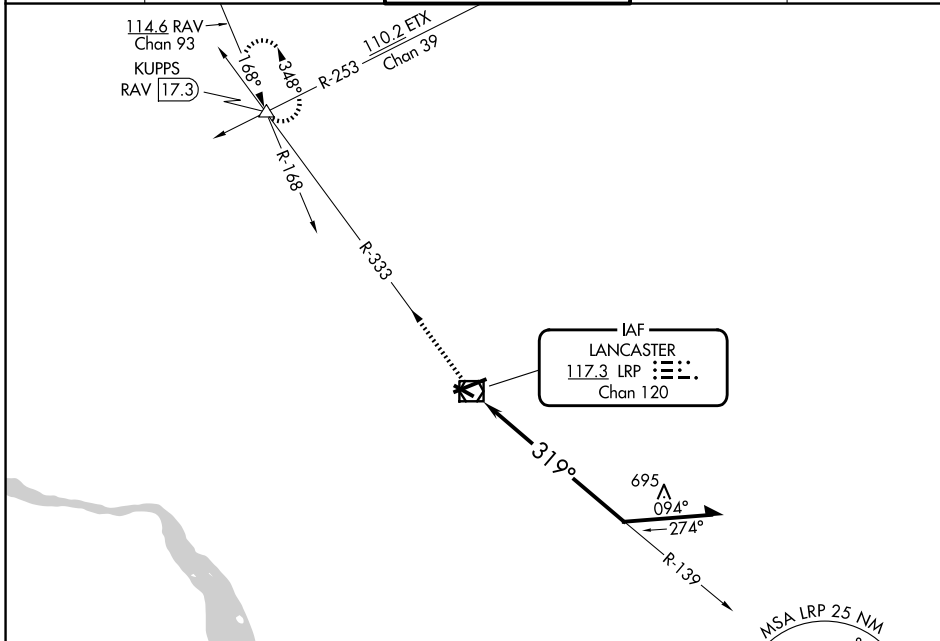 114.6 RAV
Chan 93
KUPPS
RAV 17.3
168°
348°
110.2 ETX
Chan 39
R-253
R-168
R-333
IAF
LANCASTER
117.3 LRP
Chan 120
319°
695
094°
274°
R-139
MSA LRP 25 NM